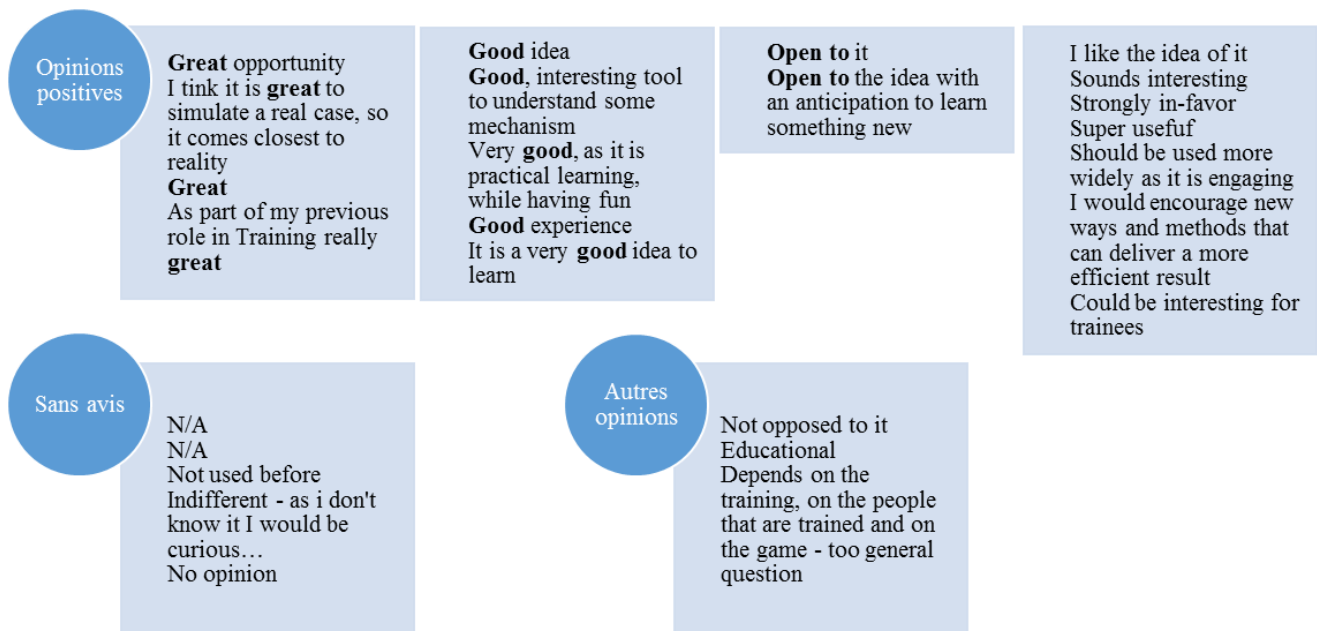 Opinions
positives
Great opportunity
I tink it is great to
simulate a real case, so
it comes closest to
reality
Great
As part of my previous
role in Training really
great
Good idea
Good, interesting tool
to understand some
mechanism
Very good, as it is
practical learning,
while having fun
Good experience
It is a very good idea to
learn
Open to it
Open to the idea with
an anticipation to learn
something new
I like the idea of it
Sounds interesting
Strongly in-favor
Super usefuf
Should be used more
widely as it is engaging
I would encourage new
ways and methods that
can deliver a more
efficient result
Could be interesting for
trainees
Sans avis
N/A
N/A
Not used before
Indifferent - as i don't
know it I would be
curious…
No opinion
Autres
opinions
Not opposed to it
Educational
Depends on the
training, on the people
that are trained and on
the game - too general
question